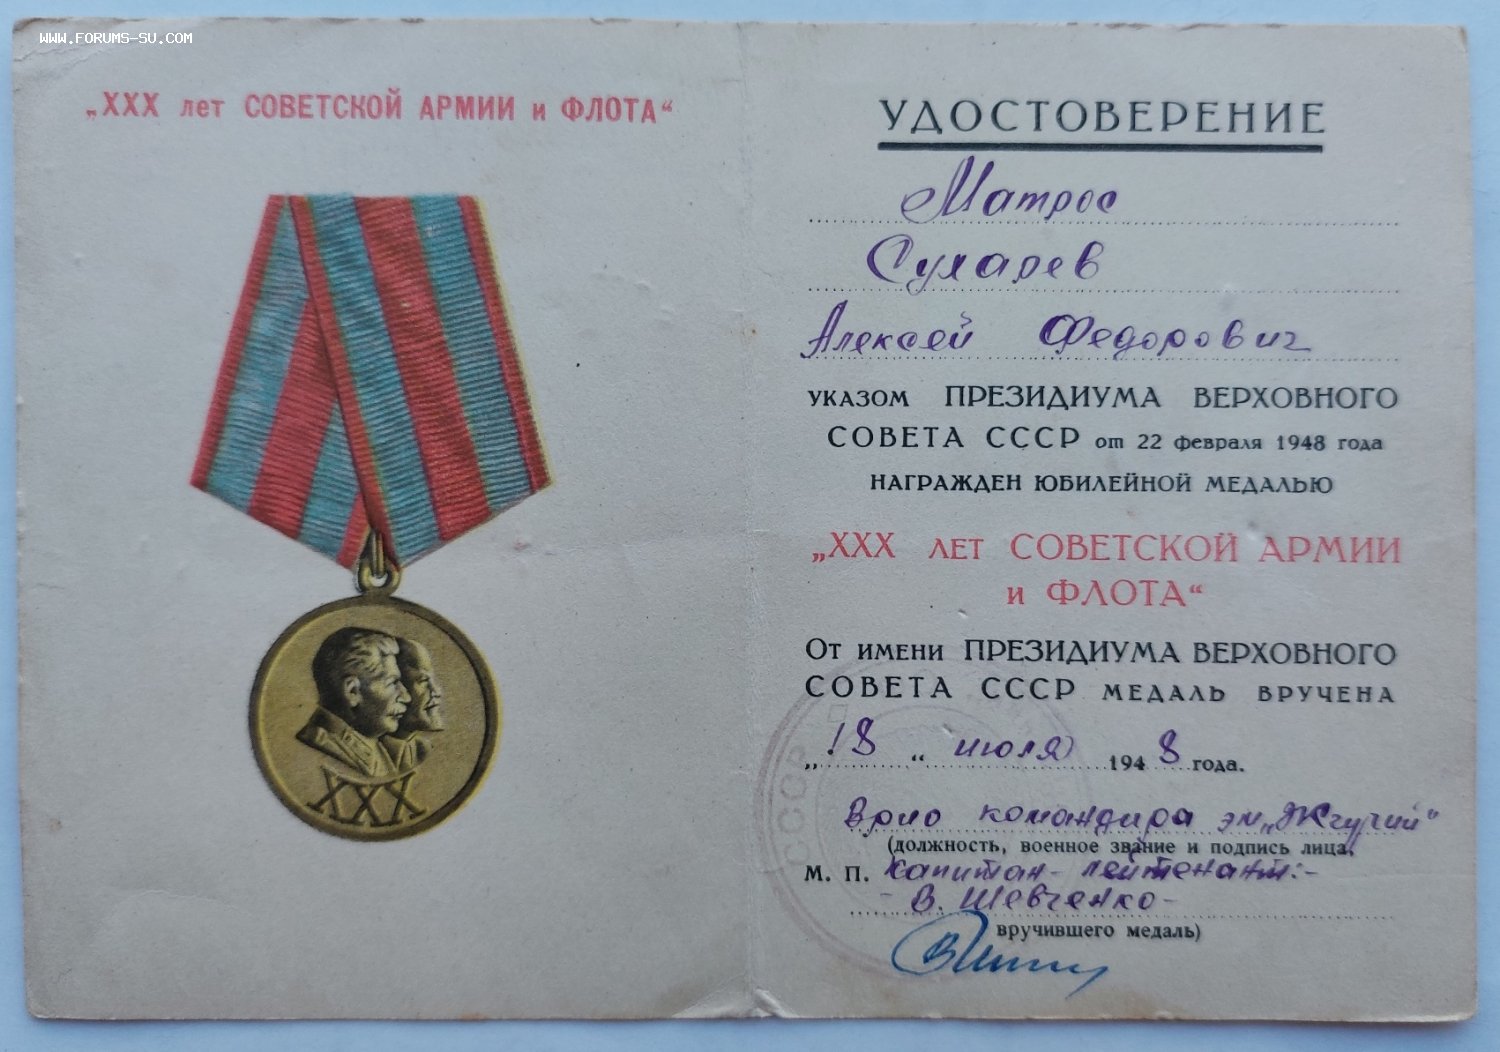 www.forums-su.com
„XXX лет СОВЕТСКОЙ АРМИИ и ФЛОТА“
XXX
УДОСТОВЕРЕНИЕ
Матрос
Сухарев
Алексей Федорович
УКАЗОМ ПРЕЗИДИУМА ВЕРХОВНОГО
СОВЕТА СССР от 22 февраля 1948 года
НАГРАЖДЕН ЮБИЛЕЙНОЙ МЕДАЛЬЮ
„XXX ЛЕТ СОВЕТСКОЙ АРМИИ
и ФЛОТА“
От имени ПРЕЗИДИУМА ВЕРХОВНОГО
СОВЕТА СССР МЕДАЛЬ ВРУЧЕНА
„18“ июля 1948 года.
Врио командира эм „Жгучий“
(должность, военное звание и подпись лица,
М. П. капитан-лейтенант:-
- В. Шевченко -
вручившего медаль)
СССР